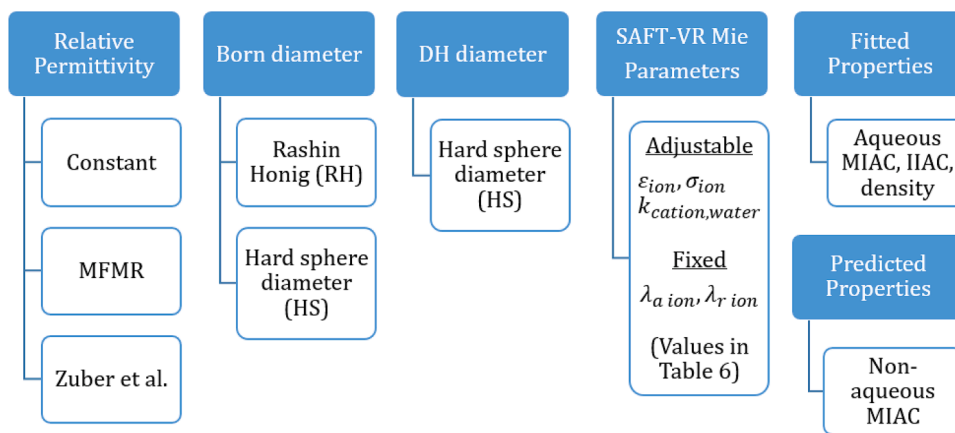 Relative
Permittivity
Constant
MFMR
Zuber et al.
Born diameter
Rashin
Honig (RH)
Hard sphere
diameter
(HS)
DH diameter
Hard sphere
diameter
(HS)
SAFT-VR Mie
Parameters
Adjustable
ε_ion, σ_ion
k_cation,water
Fixed
λ_a ion, λ_r ion
(Values in
Table 6)
Fitted
Properties
Aqueous
MIAC, IIAC,
density
Predicted
Properties
Non-
aqueous
MIAC